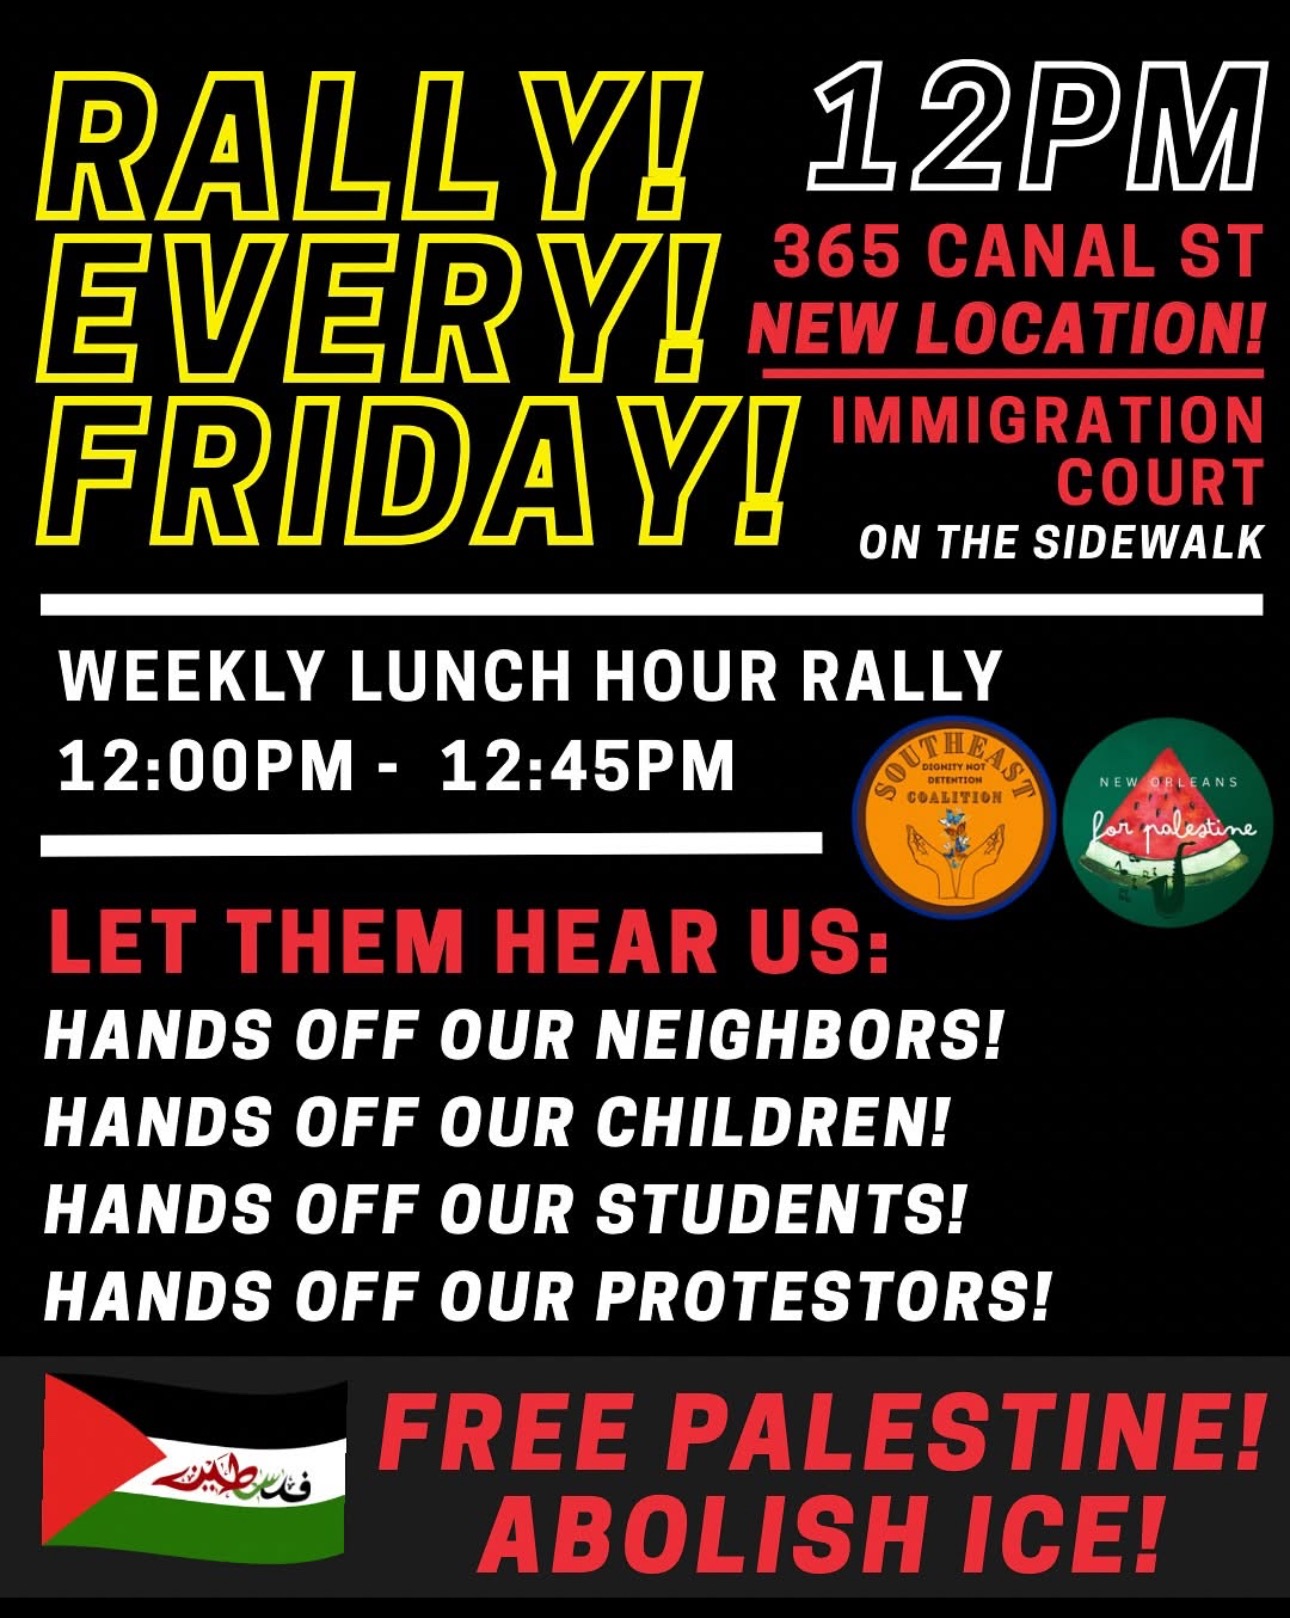 RALLY!
EVERY!
FRIDAY!
12PM
365 CANAL ST
NEW LOCATION!
IMMIGRATION
COURT
ON THE SIDEWALK
WEEKLY LUNCH HOUR RALLY
12:00PM - 12:45PM
SOUTHEAST
DIGNITY NOT
DETENTION
COALITION
NEW ORLEANS
for palestine
LET THEM HEAR US:
HANDS OFF OUR NEIGHBORS!
HANDS OFF OUR CHILDREN!
HANDS OFF OUR STUDENTS!
HANDS OFF OUR PROTESTORS!
فلسطين
FREE PALESTINE!
ABOLISH ICE!